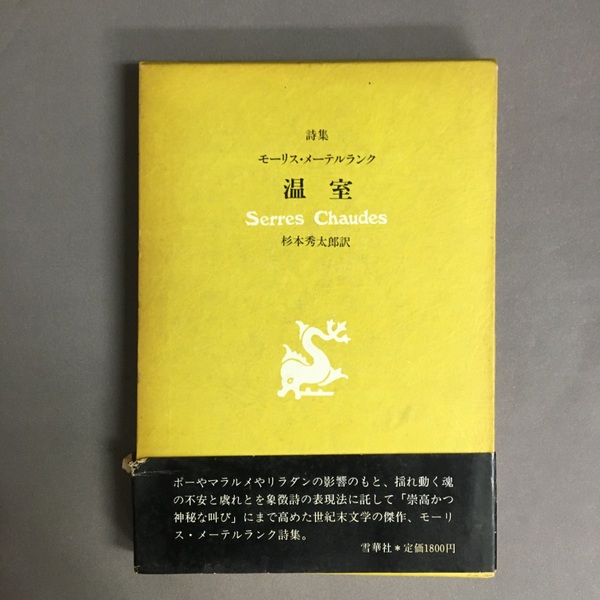 詩集
モーリス・メーテルランク
温室
Serres Chaudes
杉本秀太郎訳
ポーやマラルメやリラダンの影響のもと、揺れ動く魂
の不安と虞れとを象徴詩の表現法に託して「崇高かつ
神秘な叫び」にまで高めた世紀末文学の傑作、モーリ
ス・メーテルランク詩集。
雪華社*定価1800円